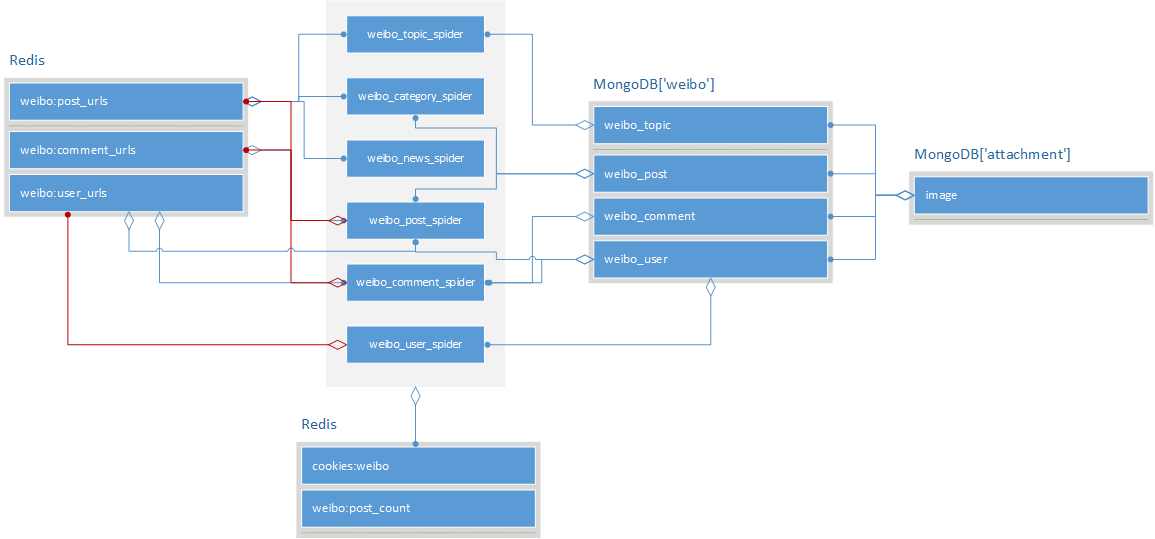 Redis
weibo:post_urls
weibo:comment_urls
weibo:user_urls
weibo_topic_spider
weibo_category_spider
weibo_news_spider
weibo_post_spider
weibo_comment_spider
weibo_user_spider
MongoDB['weibo']
weibo_topic
weibo_post
weibo_comment
weibo_user
MongoDB['attachment']
image
Redis
cookies:weibo
weibo:post_count